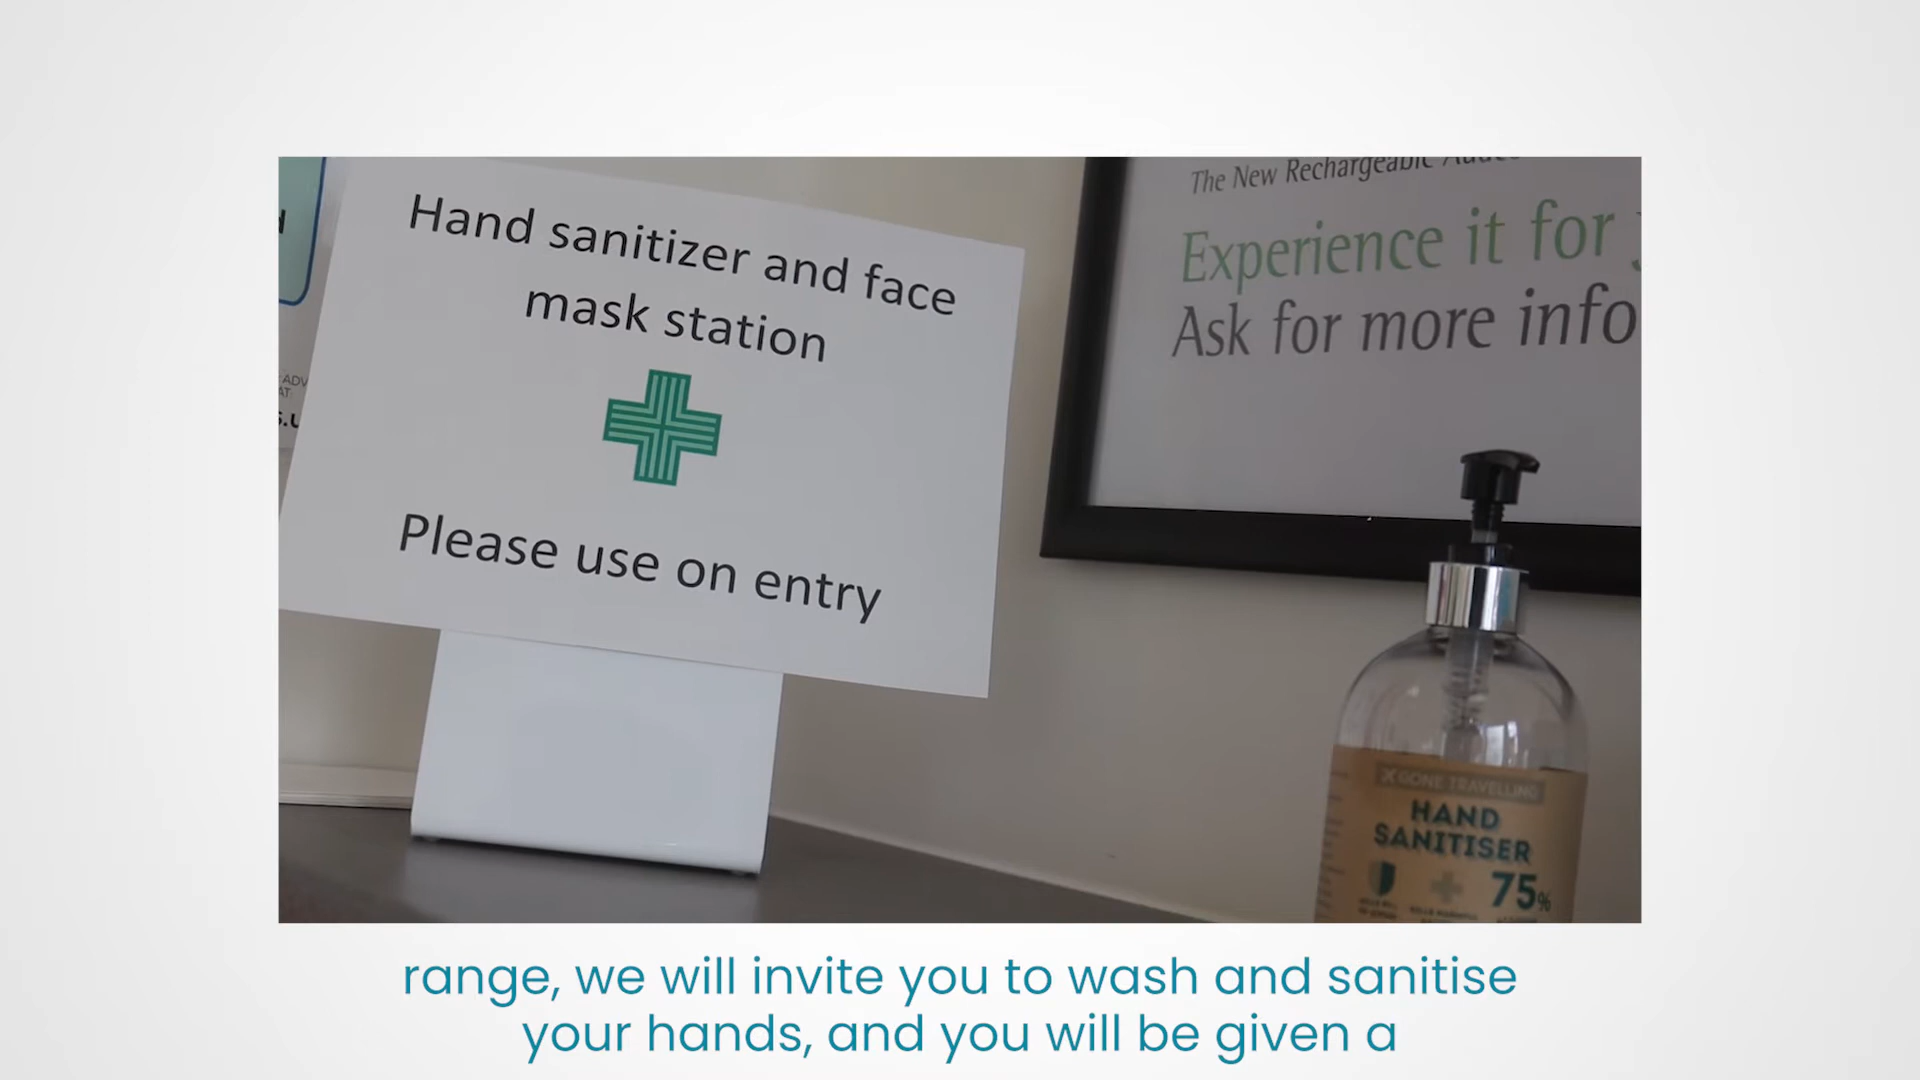 Hand sanitizer and face
mask station
Please use on entry
The New Rechargeable
Experience it for
Ask for more info
GONE TRAVELLING
HAND
SANITISER
75%
range, we will invite you to wash and sanitise
your hands, and you will be given a